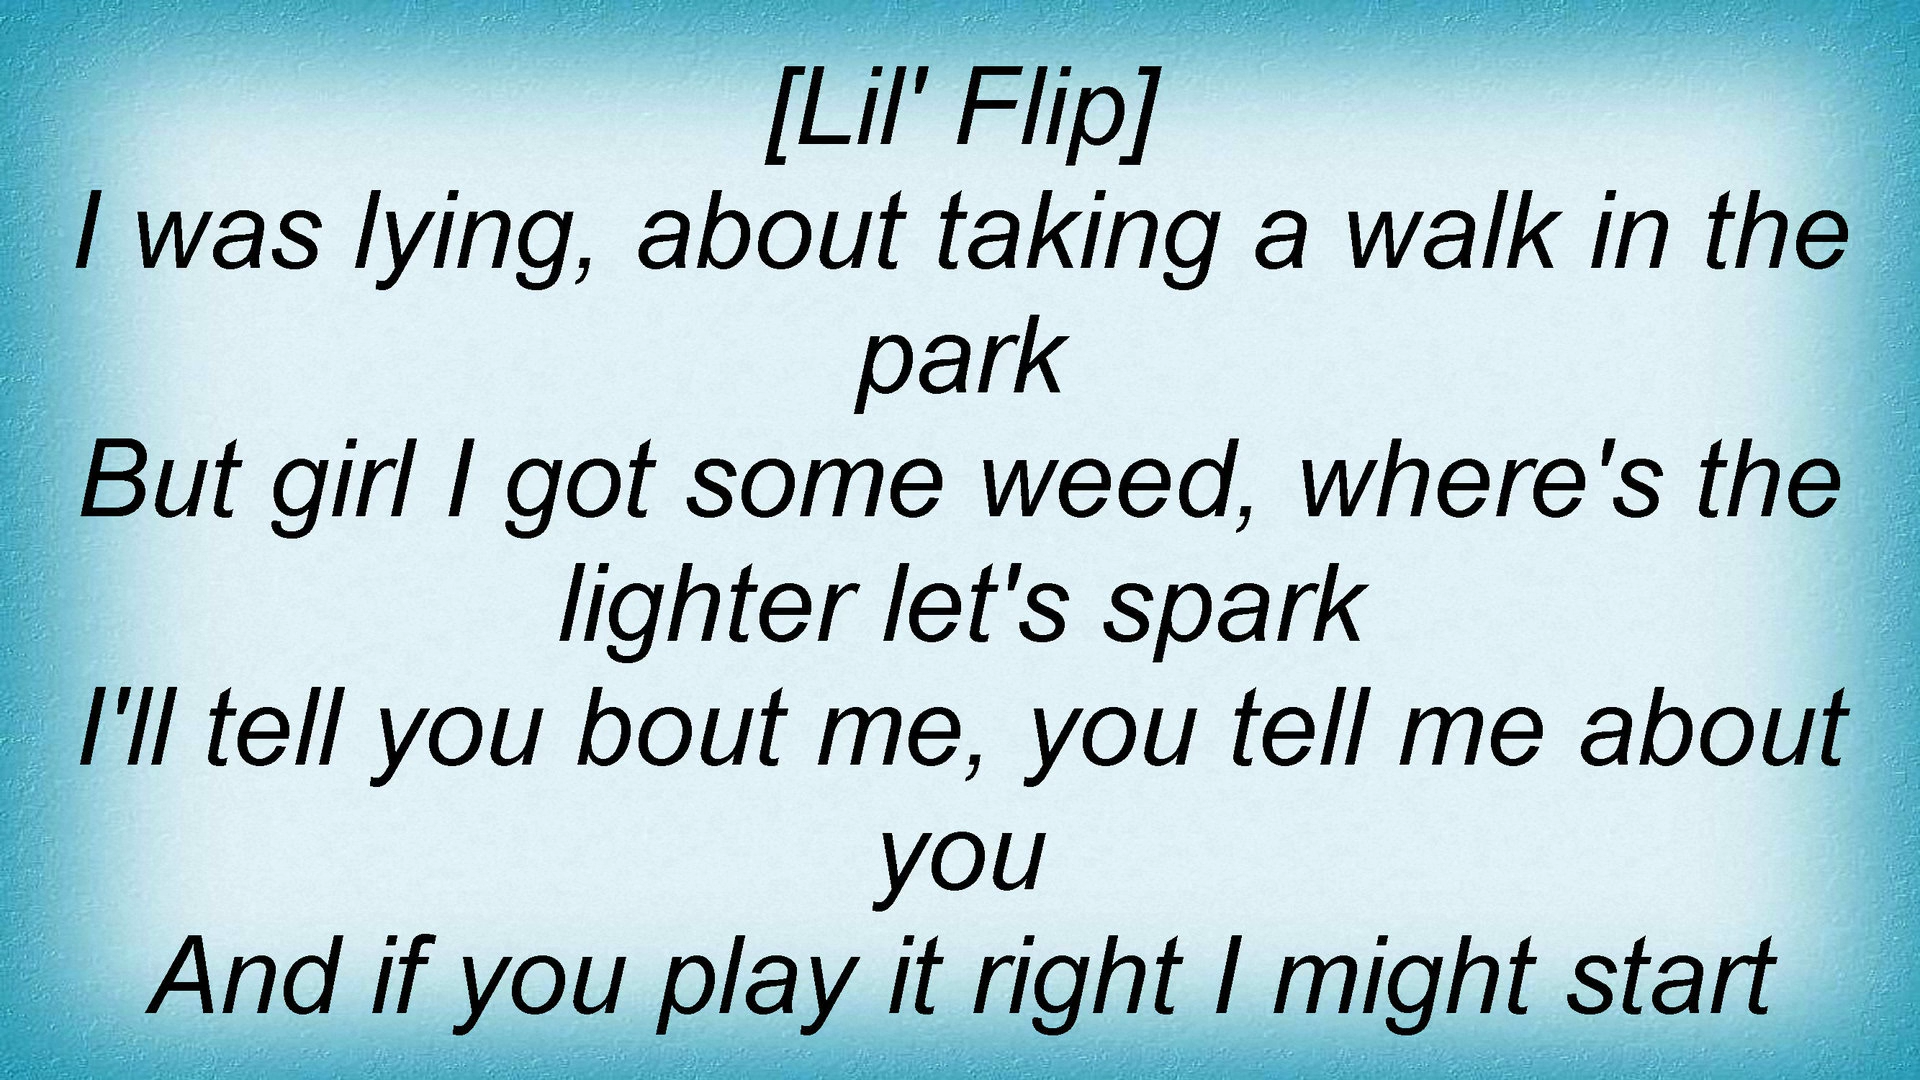 [Lil' Flip]
I was lying, about taking a walk in the
park
But girl I got some weed, where's the
lighter let's spark
I'll tell you bout me, you tell me about
you
And if you play it right I might start